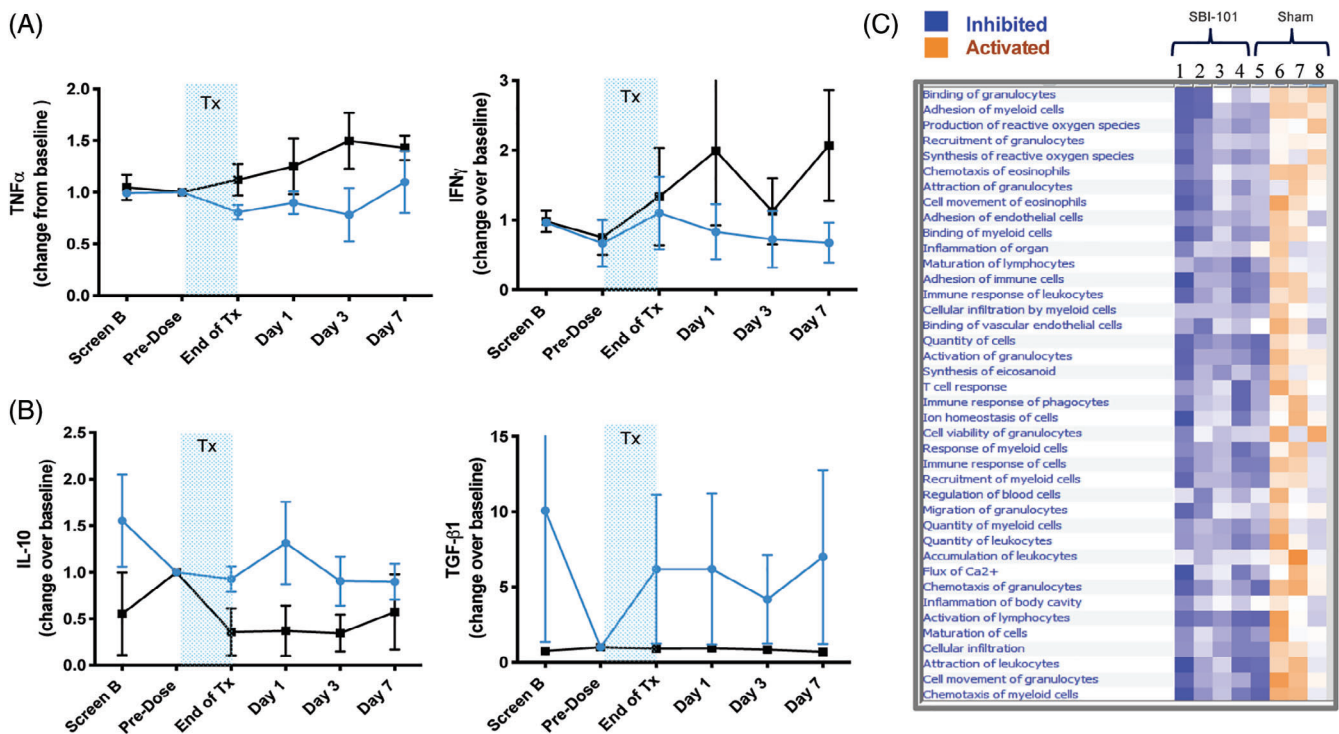 (A)
TNFα
(change from baseline )
2.0
1.5
1.0
0.5
0.0
Tx
Screen B
Pre-Dose
End of Tx
Day 1
Day 3
Day 7
IFNγ
(change over baseline)
3
2
1
0
Tx
Screen B
Pre-Dose
End of Tx
Day 1
Day 3
Day 7
(B)
IL-10
(change over baseline)
2.5
2.0
1.5
1.0
0.5
0.0
Tx
Screen B
Pre-Dose
End of Tx
Day 1
Day 3
Day 7
TGF-β1
(change over baseline)
15
10
5
0
Tx
Screen B
Pre-Dose
End of Tx
Day 1
Day 3
Day 7
(C)
Inhibited
Activated
SBI-101 Sham
1 2 3 4 5 6 7 8
Binding of granulocytes
Adhesion of myeloid cells
Production of reactive oxygen species
Recruitment of granulocytes
Synthesis of reactive oxygen species
Chemotaxis of eosinophils
Attraction of granulocytes
Cell movement of eosinophils
Adhesion of endothelial cells
Binding of myeloid cells
Inflammation of organ
Maturation of lymphocytes
Adhesion of immune cells
Immune response of leukocytes
Cellular infiltration by myeloid cells
Binding of vascular endothelial cells
Quantity of cells
Activation of granulocytes
Synthesis of eicosanoid
T cell response
Immune response of phagocytes
Ion homeostasis of cells
Cell viability of granulocytes
Response of myeloid cells
Immune response of cells
Recruitment of myeloid cells
Regulation of blood cells
Migration of granulocytes
Quantity of myeloid cells
Quantity of leukocytes
Accumulation of leukocytes
Flux of Ca2+
Chemotaxis of granulocytes
Inflammation of body cavity
Activation of lymphocytes
Maturation of cells
Cellular infiltration
Attraction of leukocytes
Cell movement of granulocytes
Chemotaxis of myeloid cells